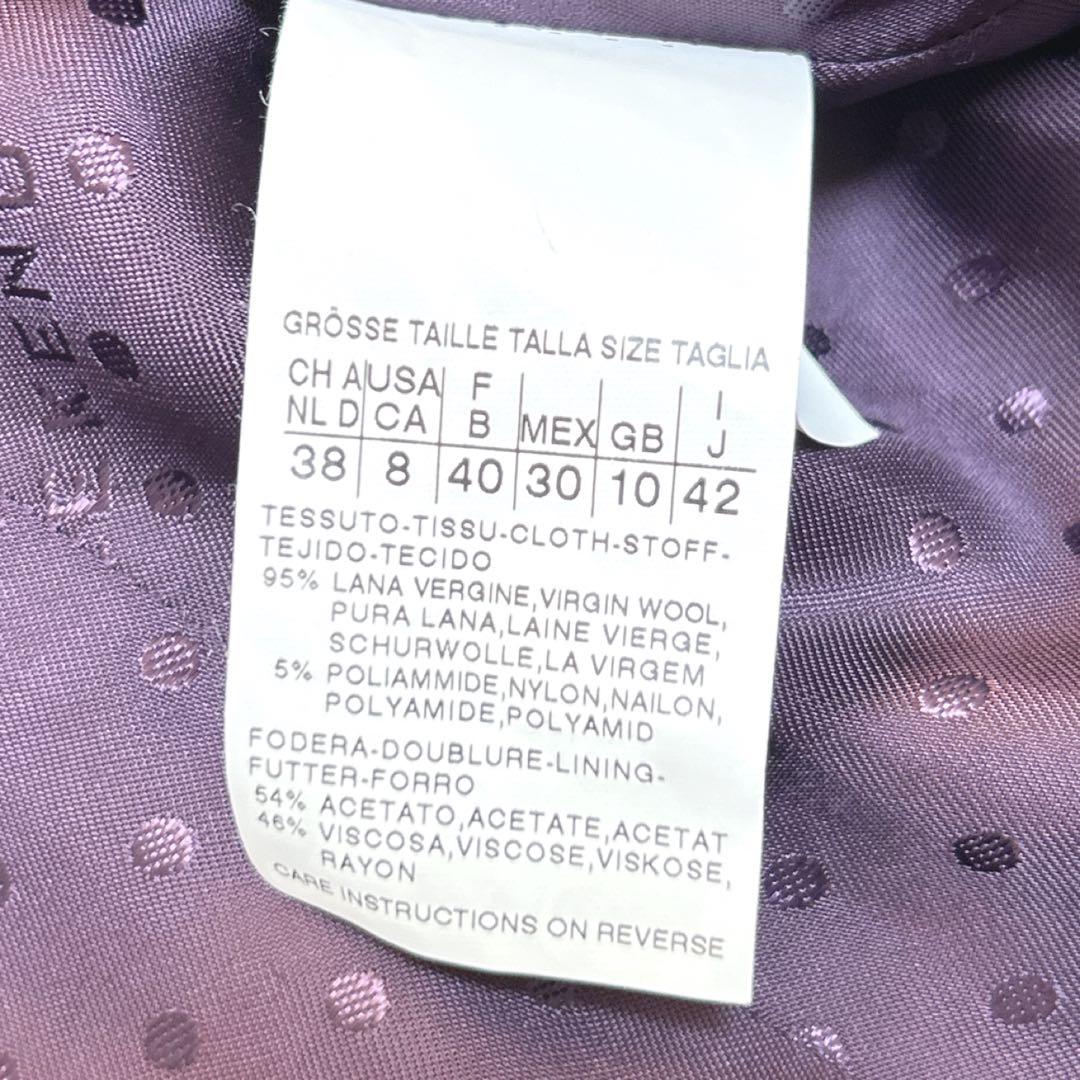 GRÖSSE TAILLE TALLA SIZE TAGLIA
CH A USA F I
NL D CA B MEX GB J
38 8 40 30 10 42
TESSUTO-TISSU-CLOTH-STOFF-
TEJIDO-TECIDO
95% LANA VERGINE,VIRGIN WOOL,
PURA LANA,LAINE VIERGE,
SCHURWOLLE,LA VIRGEM
5% POLIAMMIDE,NYLON,NAILON,
POLYAMIDE,POLYAMID
FODERA-DOUBLURE-LINING-
FUTTER-FORRO
54% ACETATO,ACETATE,ACETAT
46% VISCOSA,VISCOSE,VISKOSE,
RAYON
CARE INSTRUCTIONS ON REVERSE